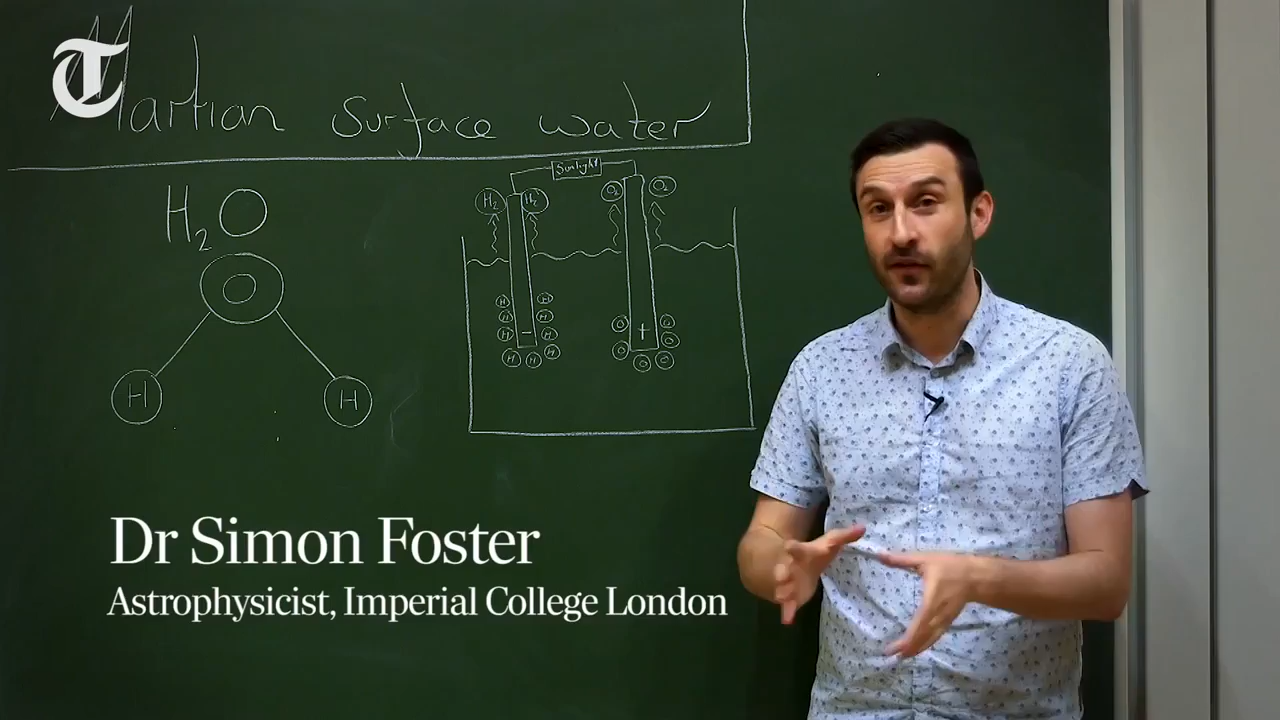 T
Martian surface water
Sunlight
H₂O
H₂ H₂ O₂ O₂
O
H H
H H
H H
H H
H H H
- +
O O
O
O O O
H H
Dr Simon Foster
Astrophysicist, Imperial College London